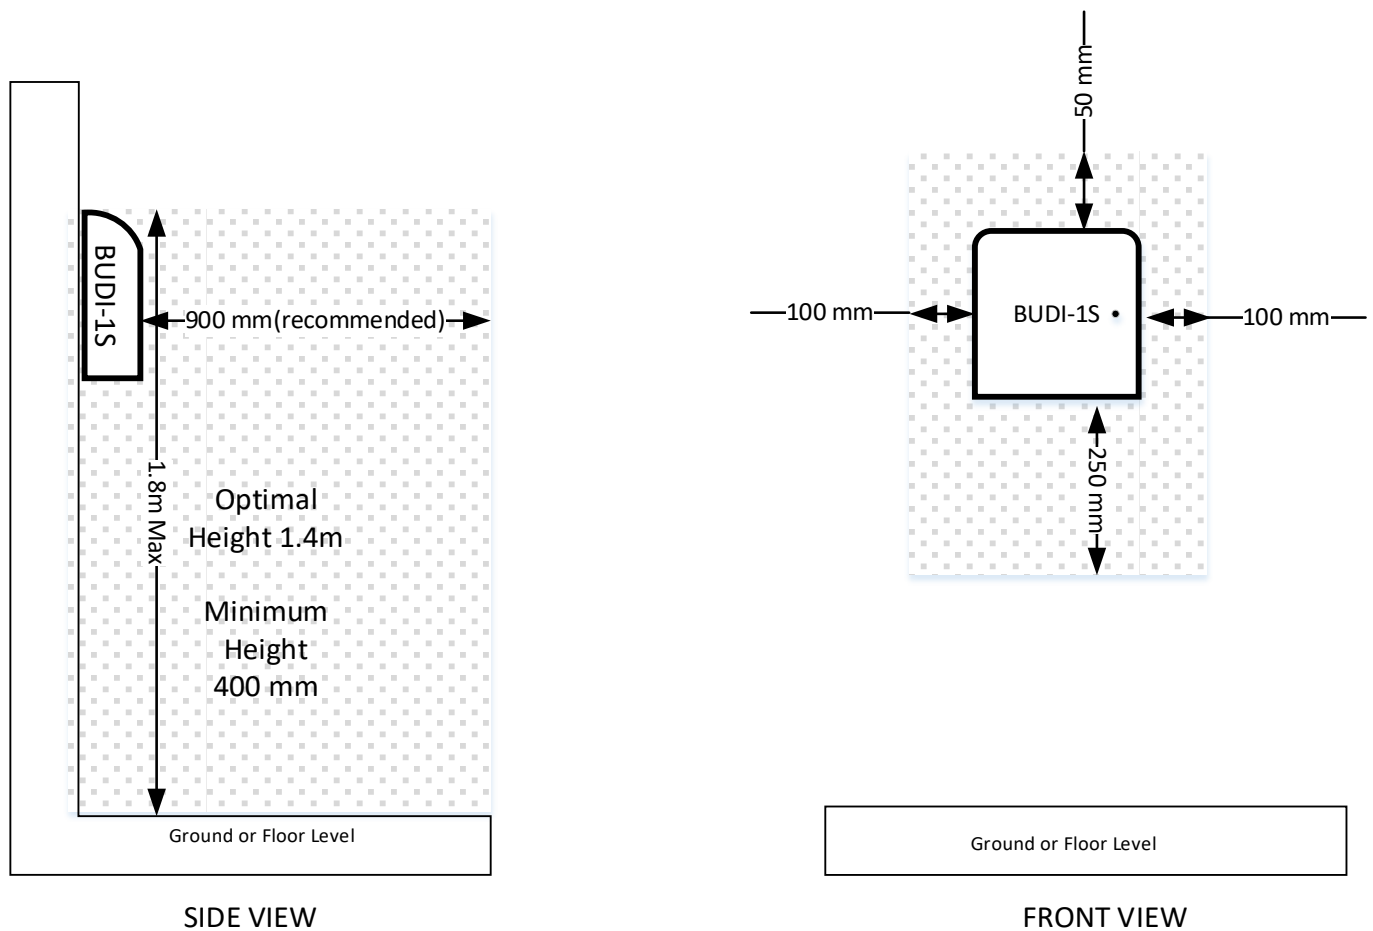 BUDI-1S
900 mm(recommended)
1.8m Max
Optimal
Height 1.4m
Minimum
Height
400 mm
Ground or Floor Level
SIDE VIEW
50 mm
100 mm
BUDI-1S
100 mm
250 mm
Ground or Floor Level
FRONT VIEW